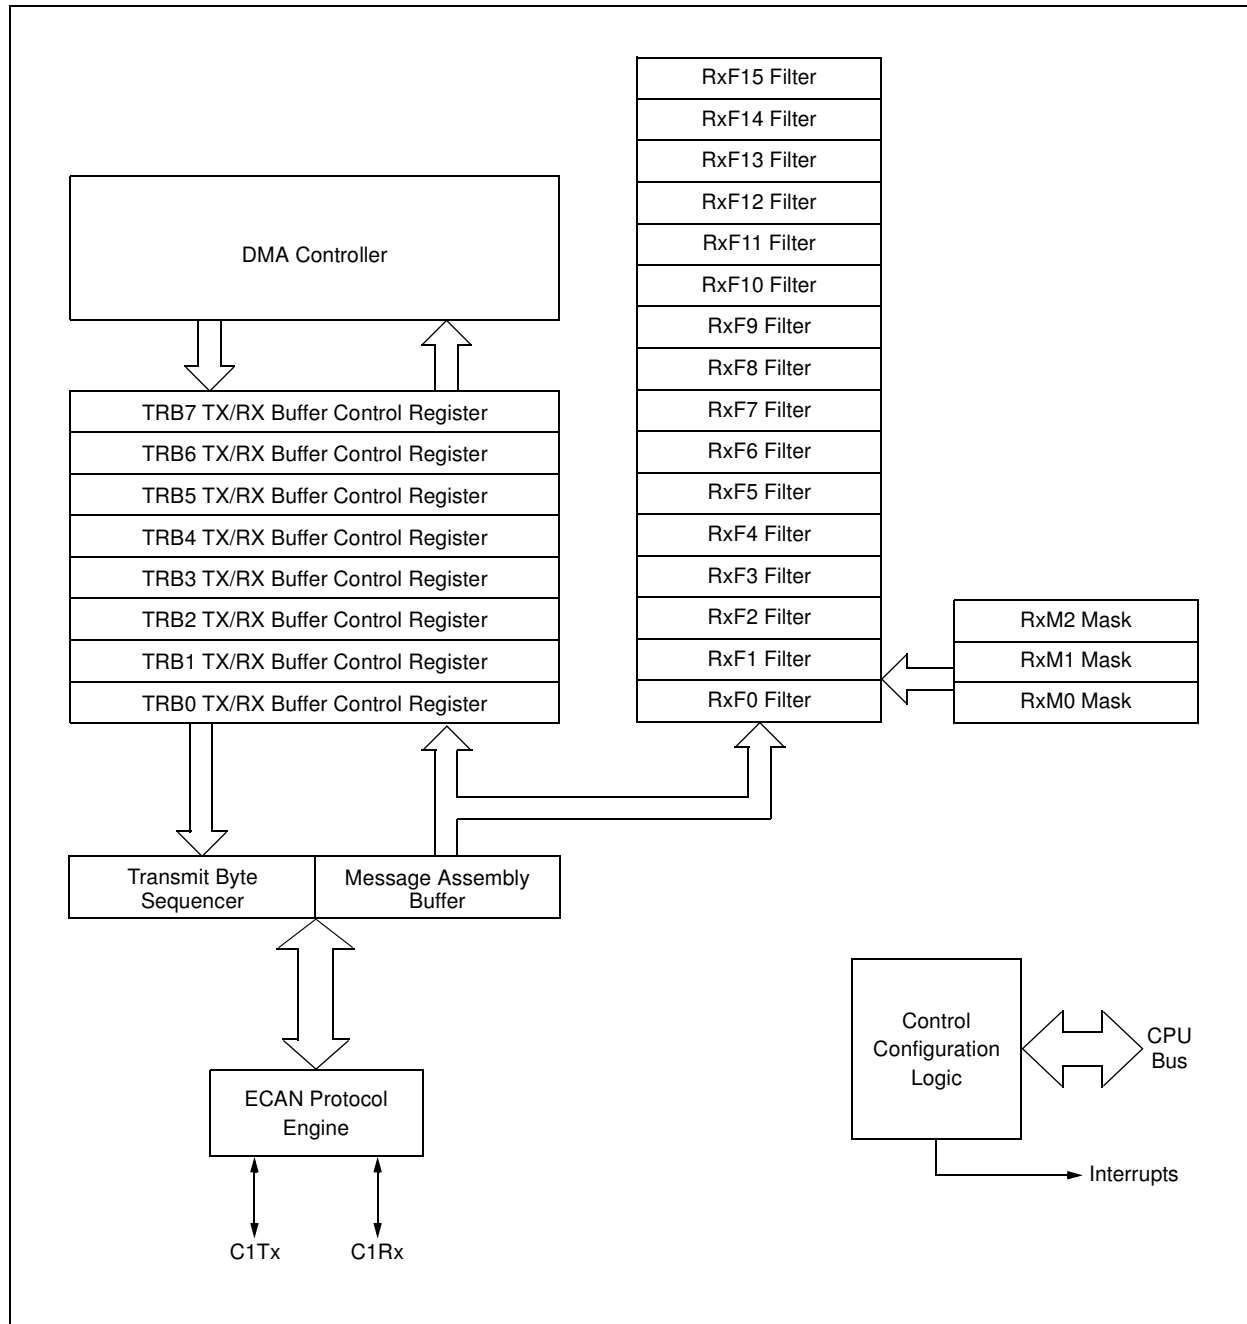 RxF15 Filter
RxF14 Filter
RxF13 Filter
RxF12 Filter
RxF11 Filter
RxF10 Filter
RxF9 Filter
RxF8 Filter
RxF7 Filter
RxF6 Filter
RxF5 Filter
RxF4 Filter
RxF3 Filter
RxF2 Filter
RxF1 Filter
RxF0 Filter
DMA Controller
TRB7 TX/RX Buffer Control Register
TRB6 TX/RX Buffer Control Register
TRB5 TX/RX Buffer Control Register
TRB4 TX/RX Buffer Control Register
TRB3 TX/RX Buffer Control Register
TRB2 TX/RX Buffer Control Register
TRB1 TX/RX Buffer Control Register
TRB0 TX/RX Buffer Control Register
RxM2 Mask
RxM1 Mask
RxM0 Mask
Transmit Byte
Sequencer
Message Assembly
Buffer
Control
Configuration
Logic
CPU
Bus
ECAN Protocol
Engine
Interrupts
C1Tx
C1Rx